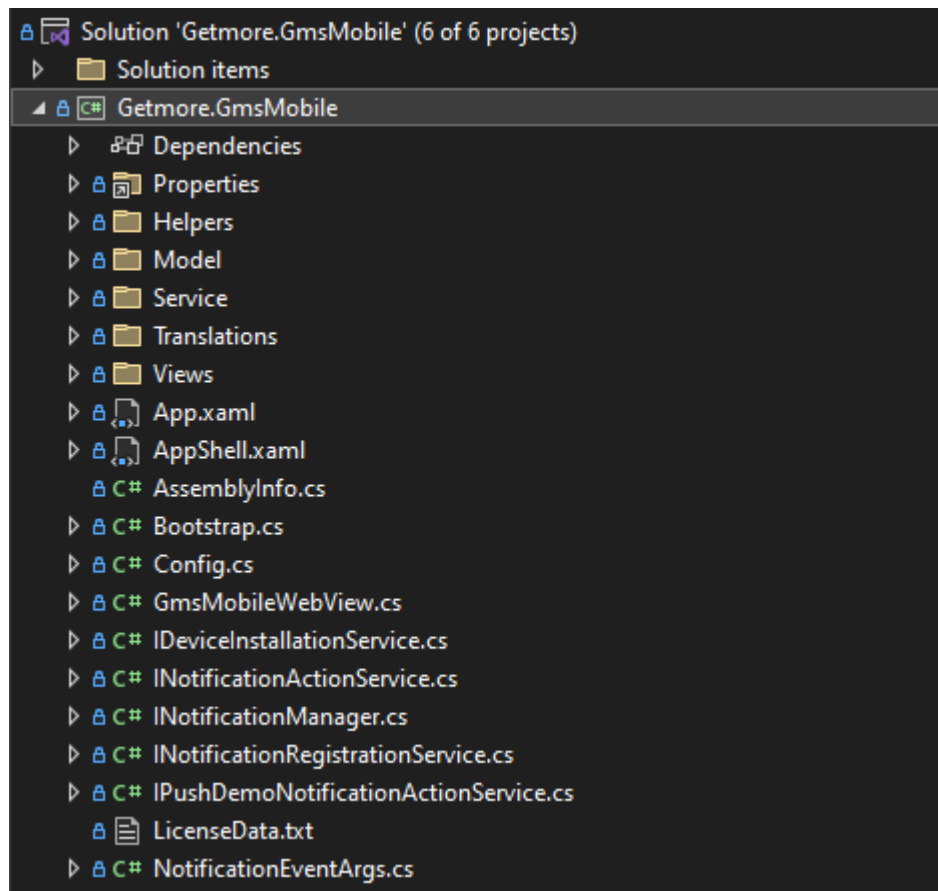 Solution 'Getmore.GmsMobile' (6 of 6 projects)
Solution items
C# Getmore.GmsMobile
Dependencies
Properties
Helpers
Model
Service
Translations
Views
App.xaml
AppShell.xaml
C# AssemblyInfo.cs
C# Bootstrap.cs
C# Config.cs
C# GmsMobileWebView.cs
C# IDeviceInstallationService.cs
C# INotificationActionService.cs
C# INotificationManager.cs
C# INotificationRegistrationService.cs
C# IPushDemoNotificationActionService.cs
LicenseData.txt
C# NotificationEventArgs.cs